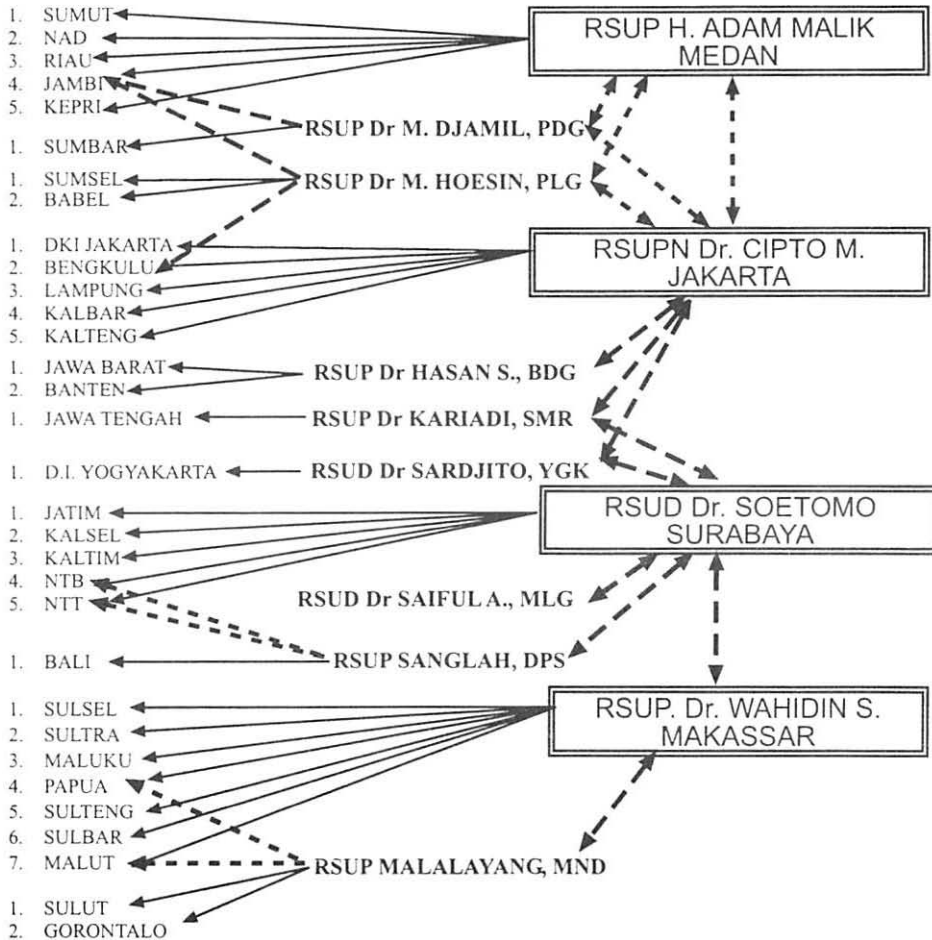 1. SUMUT
2. NAD
3. RIAU
4. JAMBI
5. KEPRI
1. SUMBAR
1. SUMSEL
2. BABEL
1. DKI JAKARTA
2. BENGKULU
3. LAMPUNG
4. KALBAR
5. KALTENG
1. JAWA BARAT
2. BANTEN
1. JAWA TENGAH
1. D.I. YOGYAKARTA
1. JATIM
2. KALSEL
3. KALTIM
4. NTB
5. NTT
1. BALI
1. SULSEL
2. SULTRA
3. MALUKU
4. PAPUA
5. SULTENG
6. SULBAR
7. MALUT
1. SULUT
2. GORONTALO
RSUP Dr M. DJAMIL, PDG
RSUP Dr M. HOESIN, PLG
RSUP Dr HASAN S., BDG
RSUP Dr KARIADI, SMR
RSUD Dr SARDJITO, YGK
RSUD Dr SAIFUL A., MLG
RSUP SANGLAH, DPS
RSUP MALALAYANG, MND
RSUP H. ADAM MALIK
MEDAN
RSUPN Dr. CIPTO M.
JAKARTA
RSUD Dr. SOETOMO
SURABAYA
RSUP. Dr. WAHIDIN S.
MAKASSAR